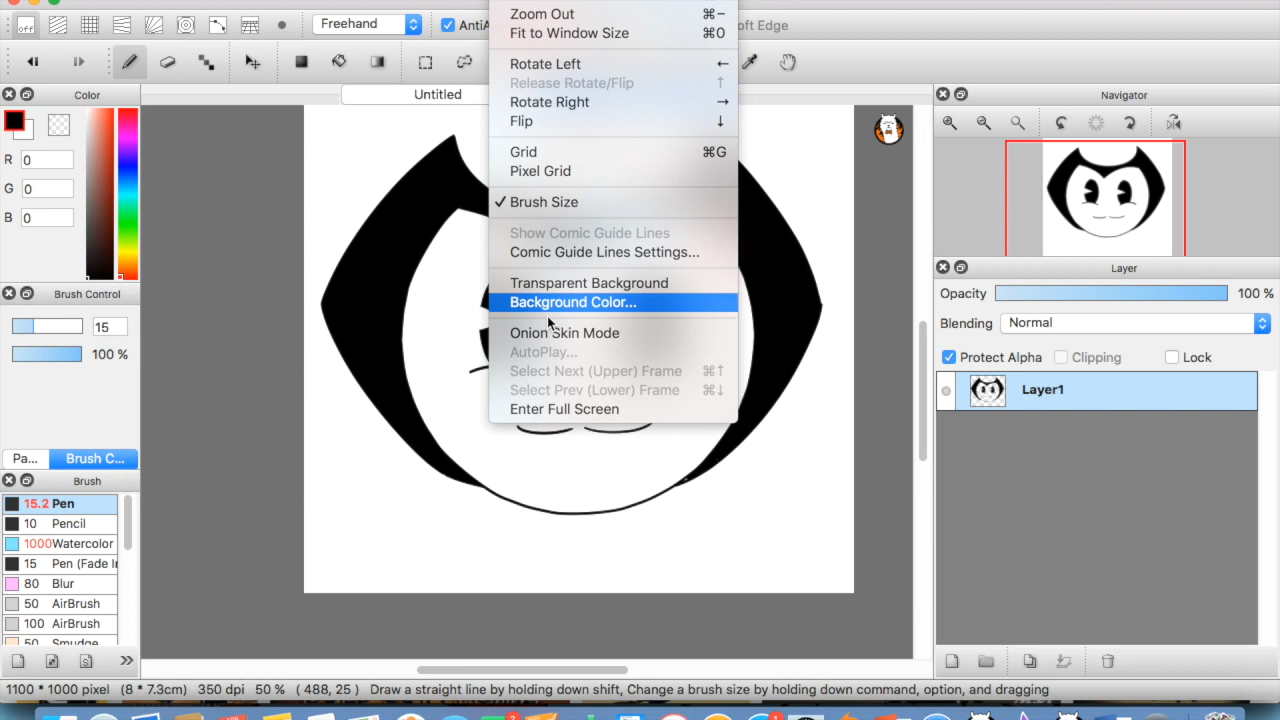 off Freehand AntiA oft Edge
Color
R 0
G 0
B 0
Brush Control
15
100 %
Pa... Brush C...
Brush
15.2 Pen
10 Pencil
1000 Watercolor
15 Pen (Fade In
80 Blur
50 AirBrush
100 AirBrush
50 Smudge
Untitled
Zoom Out ⌘−
Fit to Window Size ⌘0
Rotate Left ←
Release Rotate/Flip ↑
Rotate Right →
Flip ↓
Grid ⌘G
Pixel Grid
✓ Brush Size
Show Comic Guide Lines
Comic Guide Lines Settings...
Transparent Background
Background Color...
Onion Skin Mode
AutoPlay...
Select Next (Upper) Frame ⌘↑
Select Prev (Lower) Frame ⌘↓
Enter Full Screen
Navigator
Layer
Opacity 100 %
Blending Normal
Protect Alpha Clipping Lock
Layer1
1100 * 1000 pixel (8 * 7.3cm) 350 dpi 50 % ( 488, 25 ) Draw a straight line by holding down shift, Change a brush size by holding down command, option, and dragging